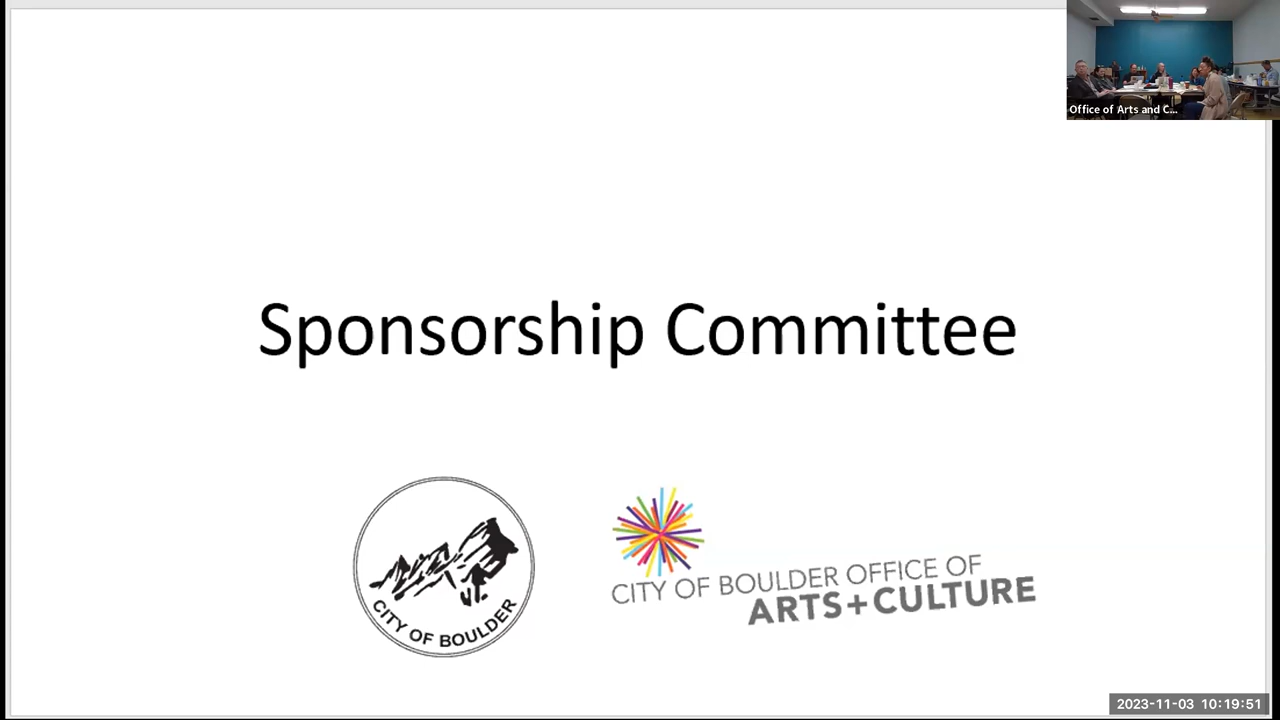 Office of Arts and C...
Sponsorship Committee
CITY OF BOULDER
CITY OF BOULDER OFFICE OF
ARTS+CULTURE
2023-11-03 10:19:51